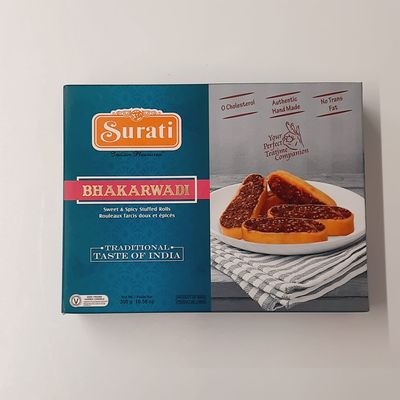 Surati
0 Cholesterol
Authentic
Hand Made
No Trans
Fat
Your
Perfect
Teatime
Companion
BHAKARWADI
Sweet & Spicy Stuffed Rolls
Rouleaux farcis doux et épicés
TRADITIONAL
TASTE OF INDIA